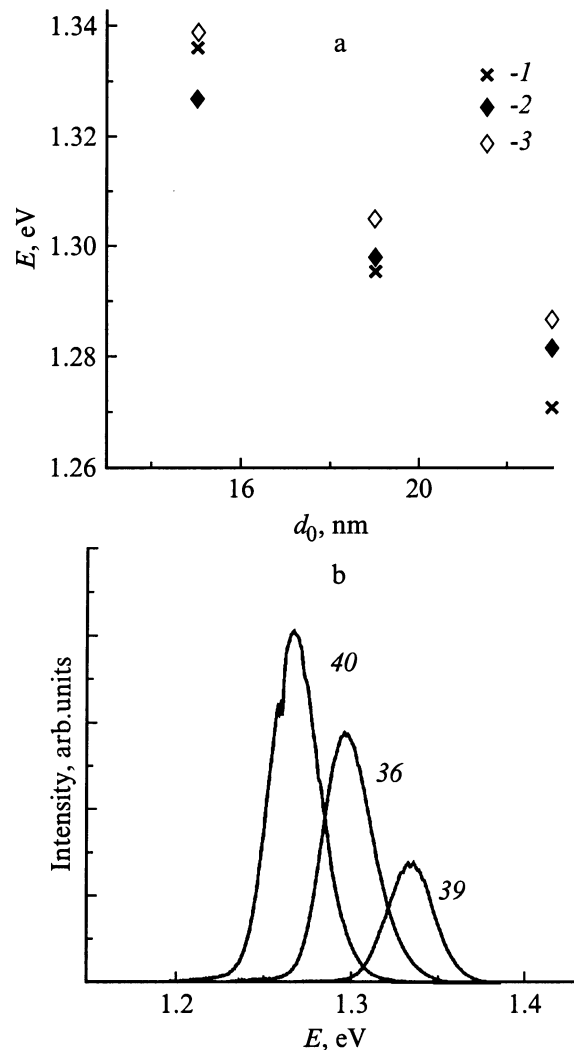 1.34
a
-1
-2
-3
1.32
E, eV
1.30
1.28
1.26
16
20
d₀, nm
b
40
36
39
Intensity, arb.units
1.2
1.3
1.4
E, eV